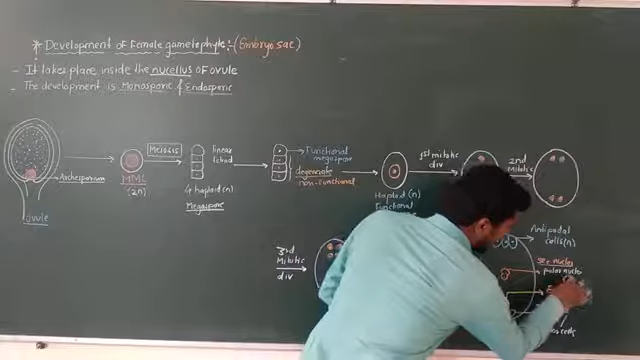 * Development of Female gametophyte :- (Embryo sac)
- It takes place inside the nucellus of ovule
- The development is Monosporic & Endosporic
Archesporium
ovule
MMC
(2n)
Meiosis
linear
tetrad
4 haploid (n)
Megaspore
Functional
megaspore
degenerate
non-functional
Haploid (n)
Functional
1st mitotic
div
2nd
Mitotic
3rd
Mitotic
div
Antipodal
cells (n)
sec nucleus
polar nuclei
cells